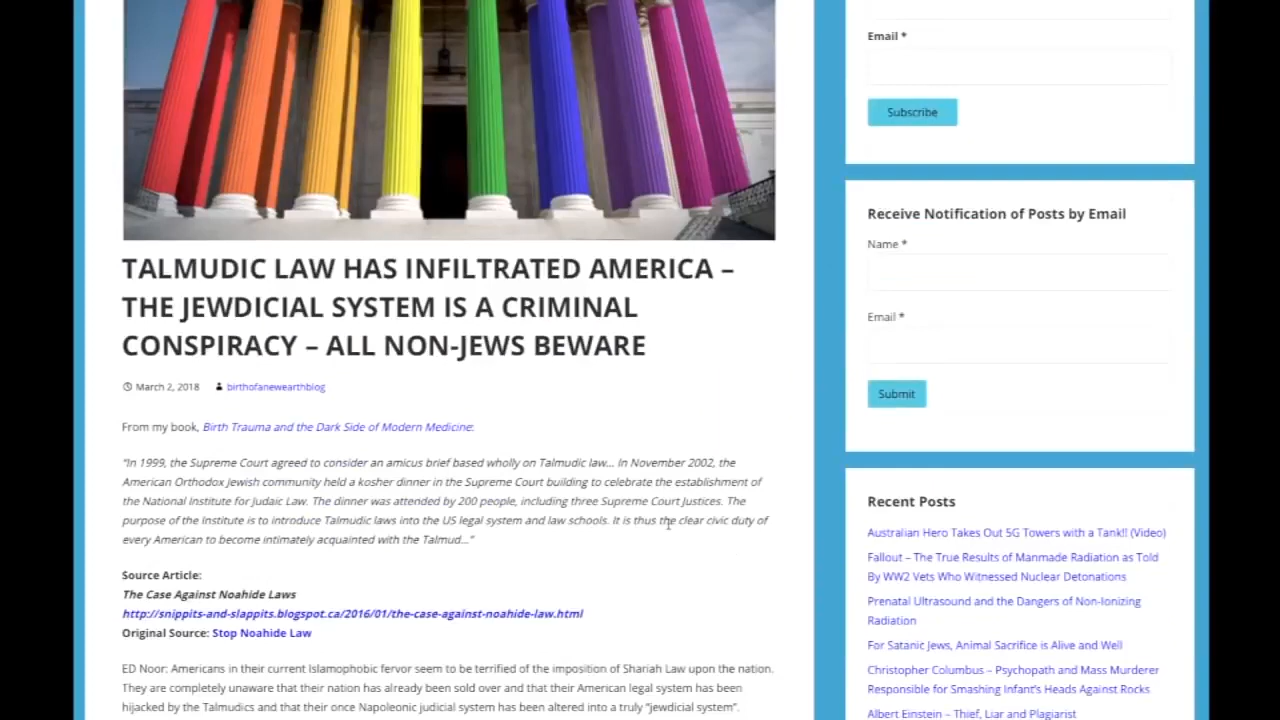 TALMUDIC LAW HAS INFILTRATED AMERICA –
THE JEWDICIAL SYSTEM IS A CRIMINAL
CONSPIRACY – ALL NON-JEWS BEWARE
March 2, 2018 birthofanewearthblog
From my book, Birth Trauma and the Dark Side of Modern Medicine:
“In 1999, the Supreme Court agreed to consider an amicus brief based wholly on Talmudic law... In November 2002, the
American Orthodox Jewish community held a kosher dinner in the Supreme Court building to celebrate the establishment of
the National Institute for Judaic Law. The dinner was attended by 200 people, including three Supreme Court Justices. The
purpose of the Institute is to introduce Talmudic laws into the US legal system and law schools. It is thus the clear civic duty of
every American to become intimately acquainted with the Talmud...”
Source Article:
The Case Against Noahide Laws
http://snippits-and-slappits.blogspot.ca/2016/01/the-case-against-noahide-law.html
Original Source: Stop Noahide Law
ED Noor: Americans in their current Islamophobic fervor seem to be terrified of the imposition of Shariah Law upon the nation.
They are completely unaware that their nation has already been sold over and that their American legal system has been
hijacked by the Talmudics and that their once Napoleonic judicial system has been altered into a truly “jewdicial system”.
Email *
Subscribe
Receive Notification of Posts by Email
Name *
Email *
Submit
Recent Posts
Australian Hero Takes Out 5G Towers with a Tank!! (Video)
Fallout – The True Results of Manmade Radiation as Told
By WW2 Vets Who Witnessed Nuclear Detonations
Prenatal Ultrasound and the Dangers of Non-Ionizing
Radiation
For Satanic Jews, Animal Sacrifice is Alive and Well
Christopher Columbus – Psychopath and Mass Murderer
Responsible for Smashing Infant's Heads Against Rocks
Albert Einstein – Thief, Liar and Plagiarist